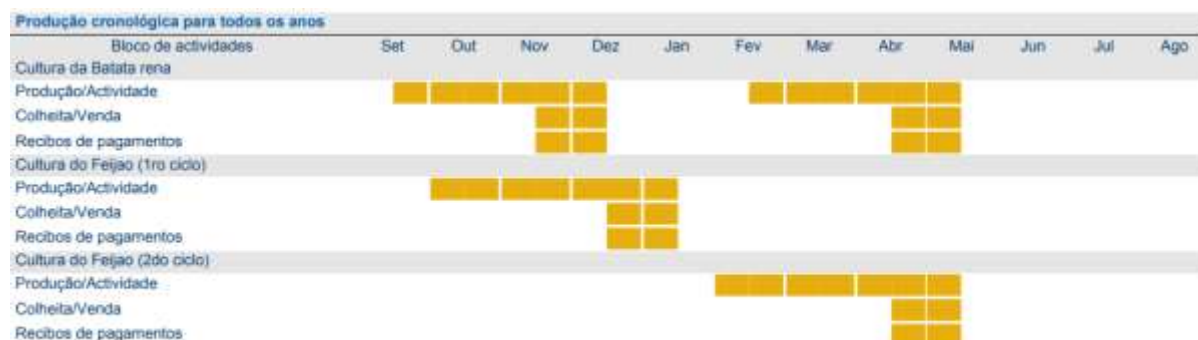 Produção cronológica para todos os anos
Bloco de actividades Set Out Nov Dez Jan Fev Mar Abr Mai Jun Jul Ago
Cultura da Batata rena
Produção/Actividade
Colheita/Venda
Recibos de pagamentos
Cultura do Feijao (1ro ciclo)
Produção/Actividade
Colheita/Venda
Recibos de pagamentos
Cultura do Feijao (2do ciclo)
Produção/Actividade
Colheita/Venda
Recibos de pagamentos